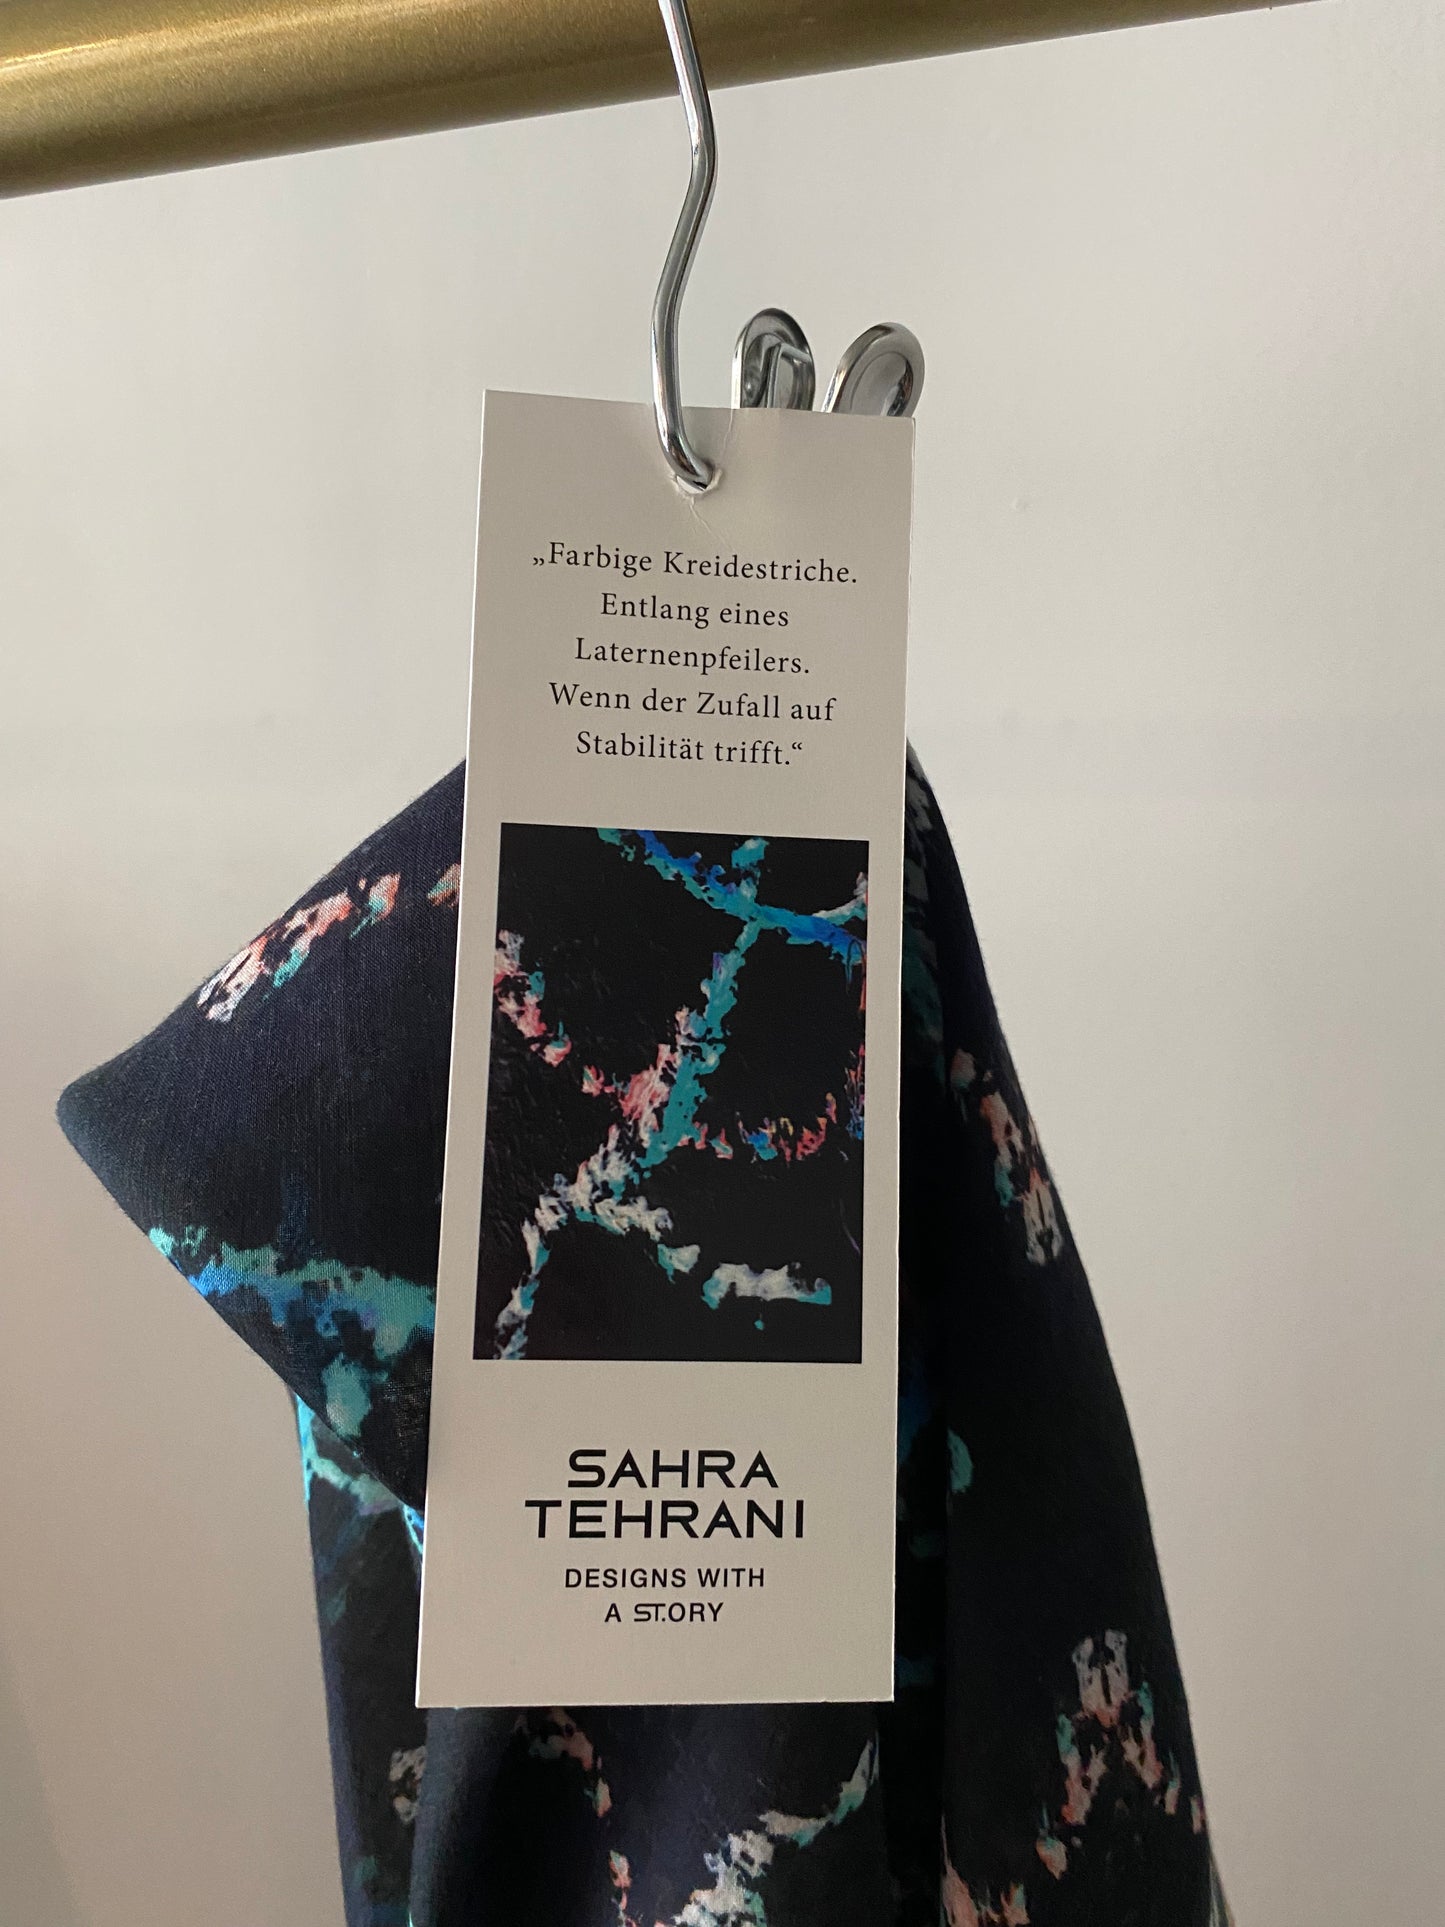 „Farbige Kreidestriche.
Entlang eines
Laternenpfeilers.
Wenn der Zufall auf
Stabilität trifft.“
SAHRA
TEHRANI
DESIGNS WITH
A ST.ORY